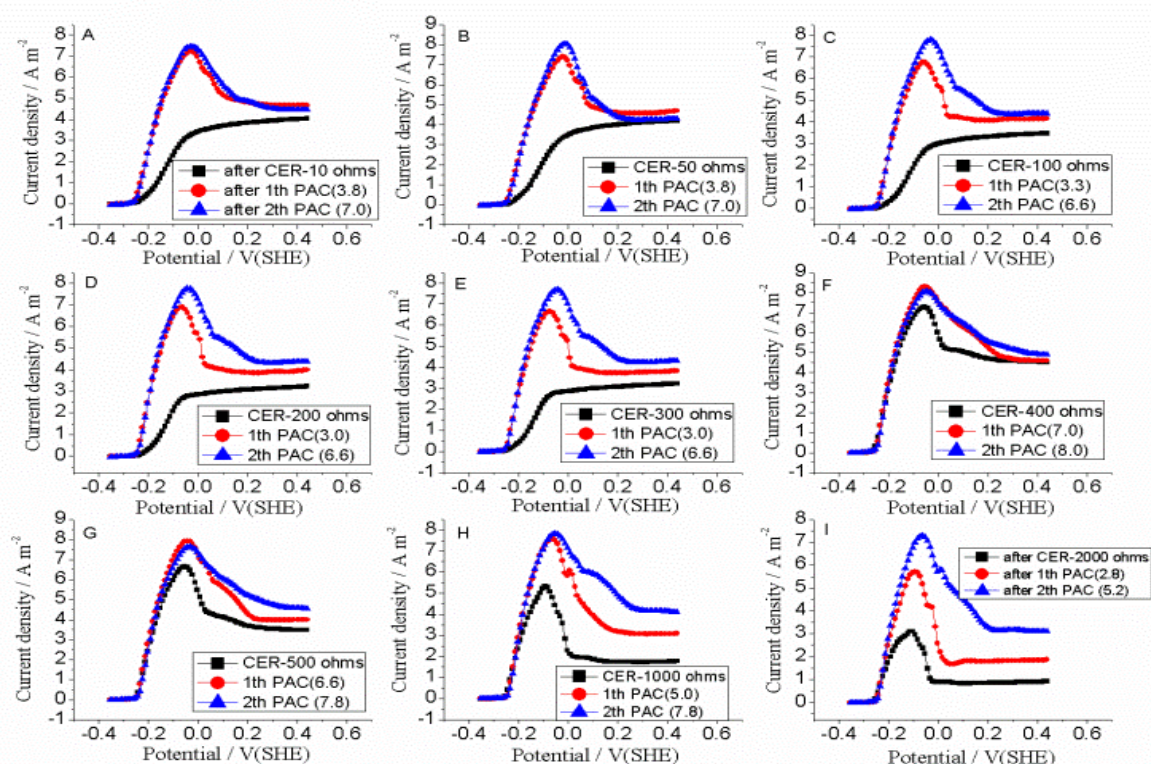 A
Current density / A m⁻²
8
7
6
5
4
3
2
1
0
-1
after CER-10 ohms
after 1th PAC(3.8)
after 2th PAC (7.0)
-0.4 -0.2 0.0 0.2 0.4 0.6
Potential / V(SHE)
B
Current density / A m⁻²
9
8
7
6
5
4
3
2
1
0
-1
CER-50 ohms
1th PAC(3.8)
2th PAC (7.0)
-0.4 -0.2 0.0 0.2 0.4 0.6
Potential / V(SHE)
C
Current density / A m⁻²
8
7
6
5
4
3
2
1
0
-1
CER-100 ohms
1th PAC(3.3)
2th PAC (6.6)
-0.4 -0.2 0.0 0.2 0.4 0.6
Potential / V(SHE)
D
Current density / A m⁻²
8
7
6
5
4
3
2
1
0
-1
CER-200 ohms
1th PAC(3.0)
2th PAC (6.6)
-0.4 -0.2 0.0 0.2 0.4 0.6
Potential / V(SHE)
E
Current density / A m⁻²
8
7
6
5
4
3
2
1
0
-1
CER-300 ohms
1th PAC(3.0)
2th PAC (6.6)
-0.4 -0.2 0.0 0.2 0.4 0.6
Potential / V(SHE)
F
Current density / A m⁻²
9
8
7
6
5
4
3
2
1
0
-1
CER-400 ohms
1th PAC(7.0)
2th PAC (8.0)
-0.4 -0.2 0.0 0.2 0.4 0.6
Potential / V(SHE)
G
Current density / A m⁻²
9
8
7
6
5
4
3
2
1
0
-1
CER-500 ohms
1th PAC(6.6)
2th PAC (7.8)
-0.4 -0.2 0.0 0.2 0.4 0.6
Potential / V(SHE)
H
Current density / A m⁻²
8
7
6
5
4
3
2
1
0
-1
CER-1000 ohms
1th PAC(5.0)
2th PAC (7.8)
-0.4 -0.2 0.0 0.2 0.4 0.6
Potential / V(SHE)
I
Current density / A m⁻²
8
7
6
5
4
3
2
1
0
-1
after CER-2000 ohms
after 1th PAC(2.8)
after 2th PAC (5.2)
-0.4 -0.2 0.0 0.2 0.4 0.6
Potential / V(SHE)